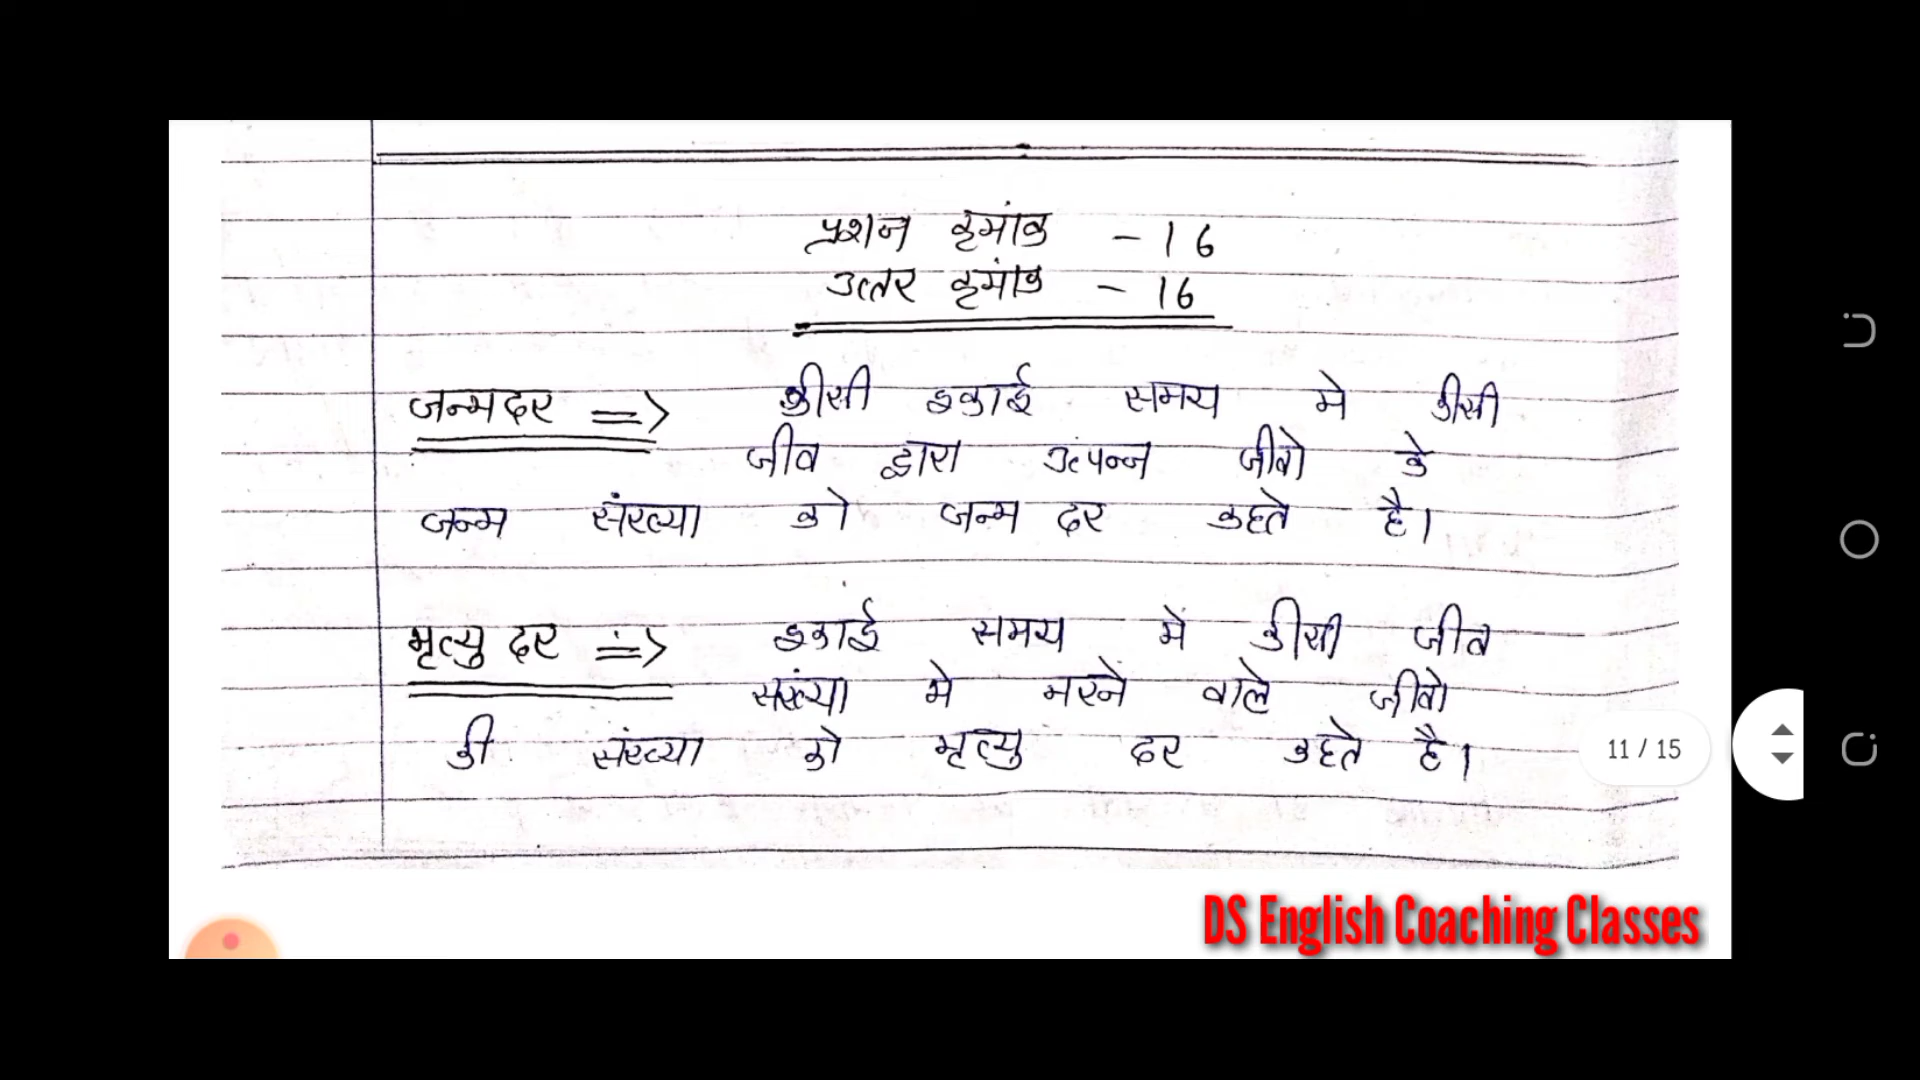 प्रशन क्रमांक - 16
उत्तर क्रमांक - 16
जन्मदर => कीसी इकाई समय मे कीसी
जीव द्वारा उत्पन्न जीवो के
जन्म संख्या को जन्म दर कहते है।
मृत्यु दर => इकाई समय में कीसी जीव
संख्या मे मरने वाले जीवो
की संख्या को मृत्यु दर कहते है।
11 / 15
DS English Coaching Classes